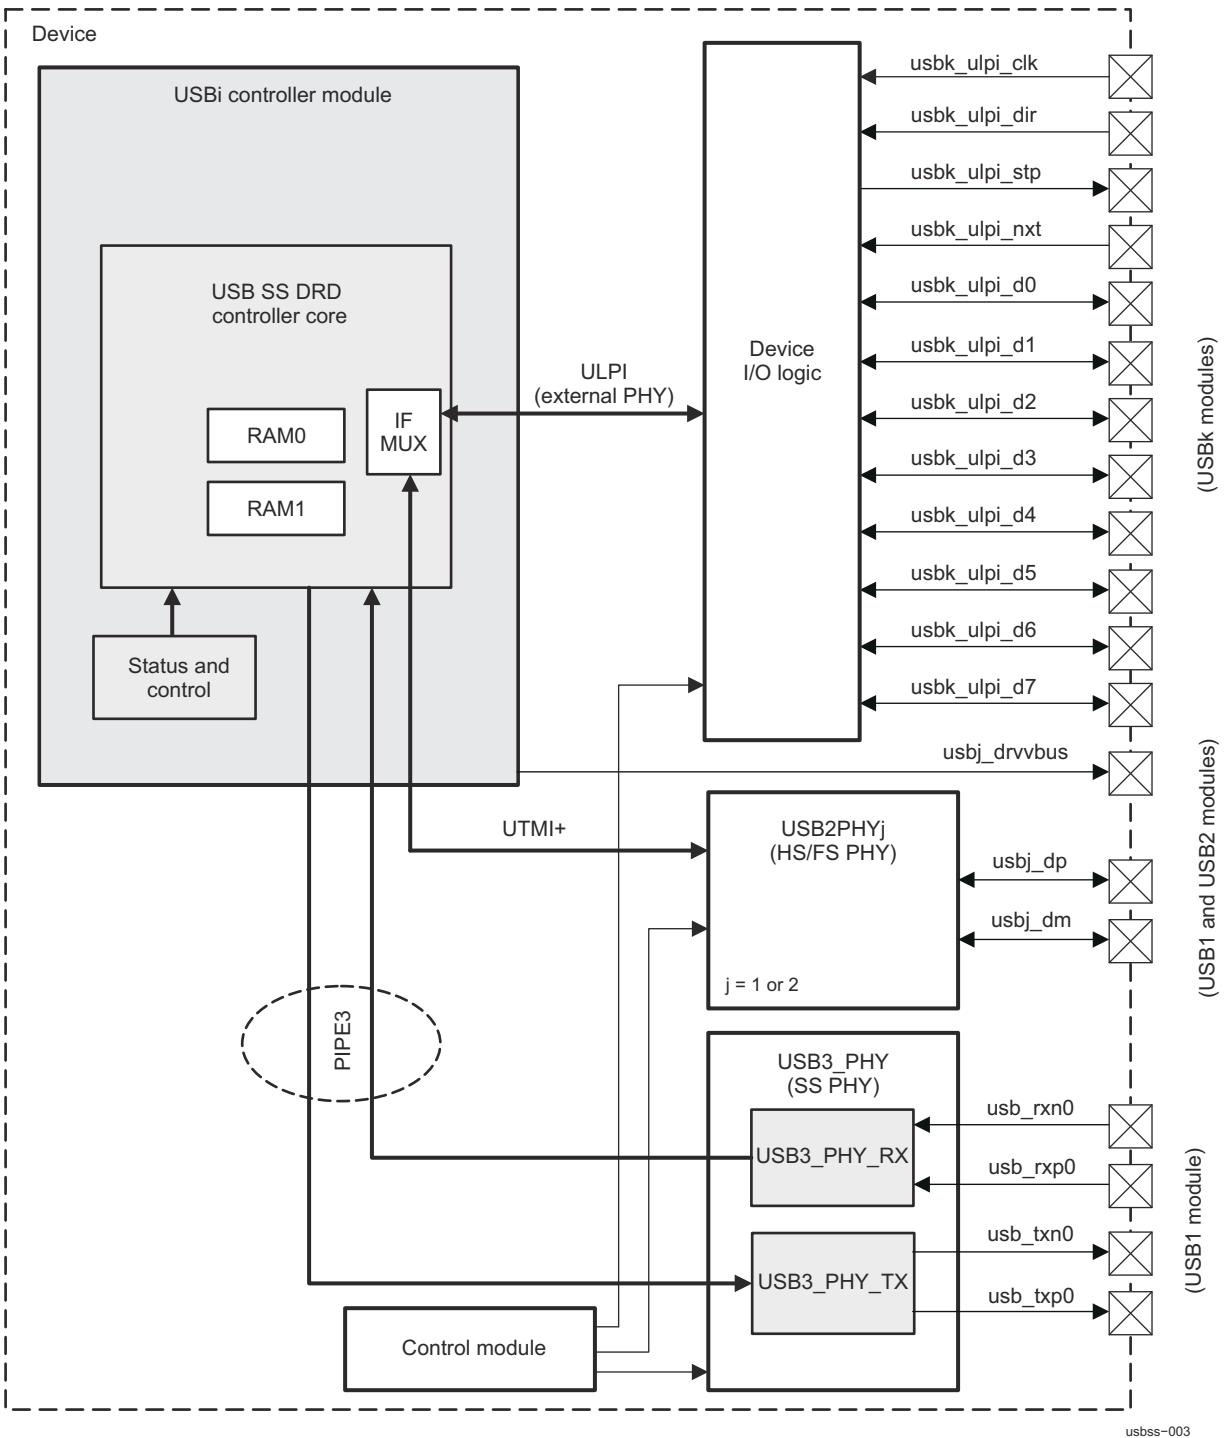 Device
USBi controller module
USB SS DRD
controller core
RAM0
RAM1
IF
MUX
Status and
control
ULPI
(external PHY)
Device
I/O logic
usbk_ulpi_clk
usbk_ulpi_dir
usbk_ulpi_stp
usbk_ulpi_nxt
usbk_ulpi_d0
usbk_ulpi_d1
usbk_ulpi_d2
usbk_ulpi_d3
usbk_ulpi_d4
usbk_ulpi_d5
usbk_ulpi_d6
usbk_ulpi_d7
(USBk modules)
usbj_drvvbus
UTMI+
USB2PHYj
(HS/FS PHY)
j = 1 or 2
usbj_dp
usbj_dm
(USB1 and USB2 modules)
PIPE3
USB3_PHY
(SS PHY)
USB3_PHY_RX
USB3_PHY_TX
usb_rxn0
usb_rxp0
usb_txn0
usb_txp0
(USB1 module)
Control module
usbss−003